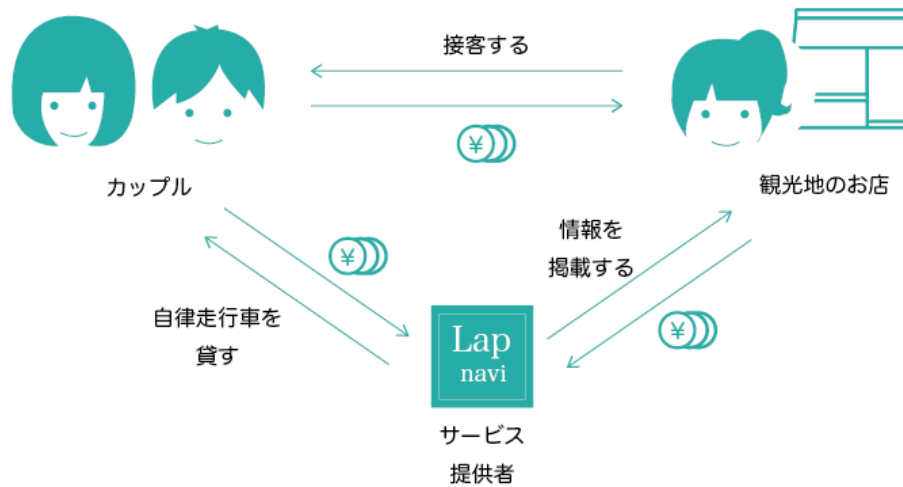 接客する
¥
カップル
観光地のお店
¥
情報を
掲載する
自律走行車を
貸す
¥
Lap
navi
サービス
提供者